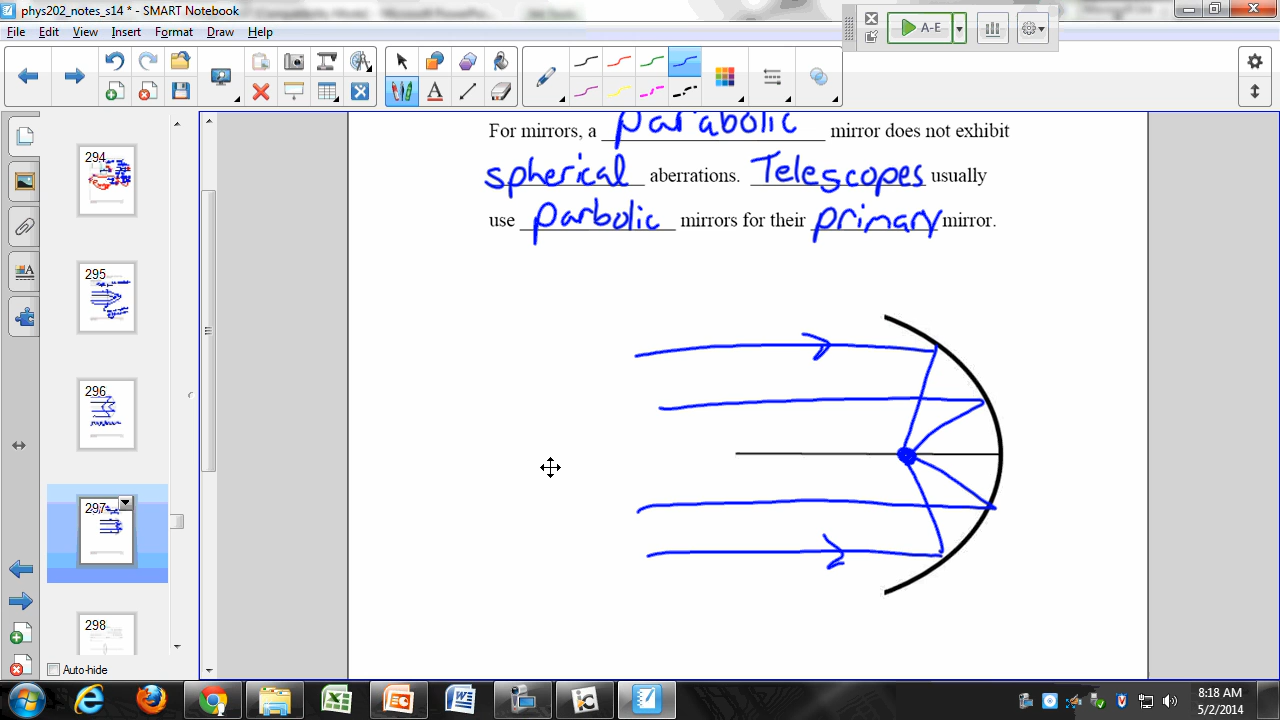 phys202_notes_s14 * - SMART Notebook
File Edit View Insert Format Draw Help
A-E
A
294
295
296
297
298
Auto-hide
For mirrors, a parabolic mirror does not exhibit
spherical aberrations. Telescopes usually
use parbolic mirrors for their primary mirror.
8:18 AM
5/2/2014